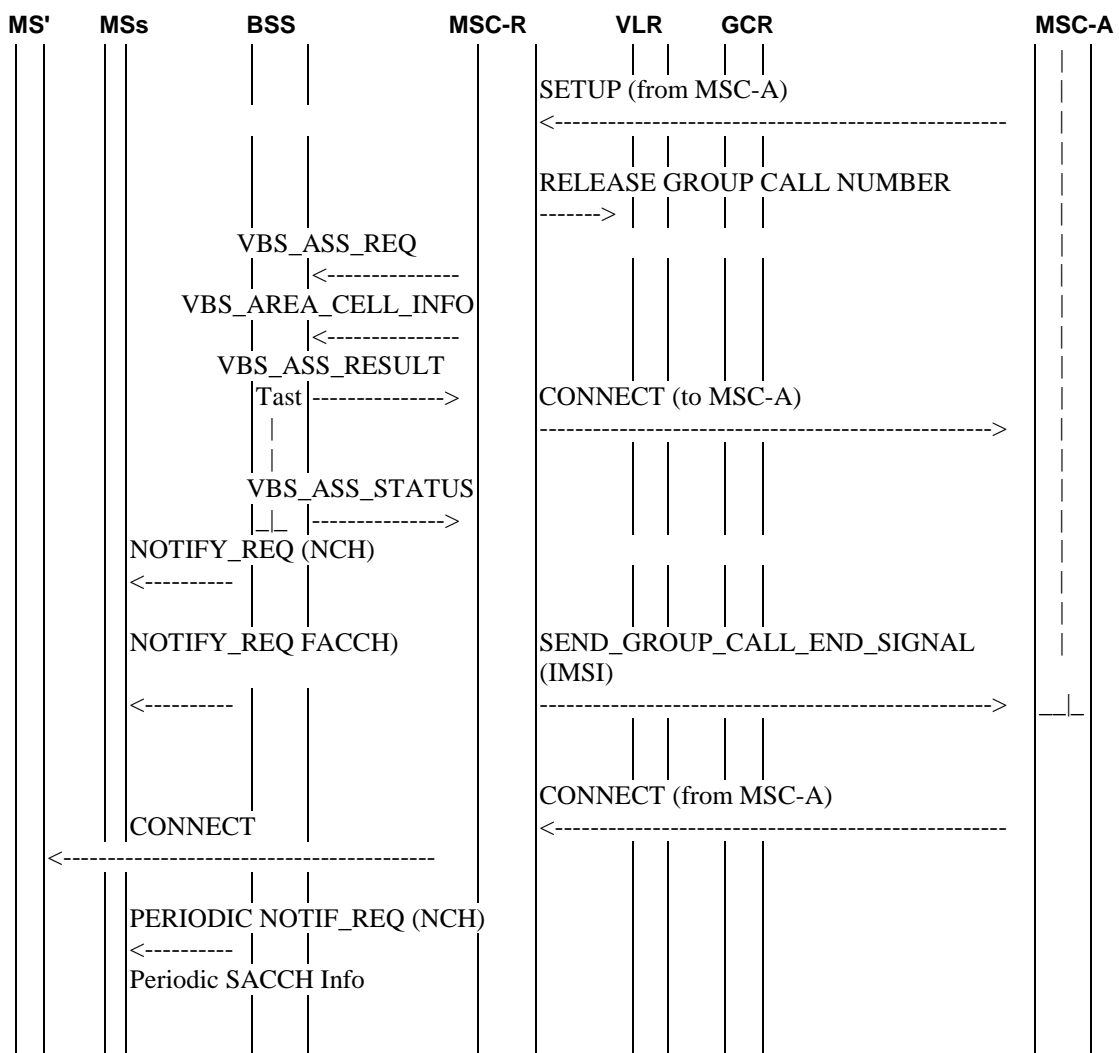 MS' MSs BSS MSC-R VLR GCR MSC-A
SETUP (from MSC-A)
<---------------------------------------------------
RELEASE GROUP CALL NUMBER
------->
VBS_ASS_REQ
<---------------
VBS_AREA_CELL_INFO
<---------------
VBS_ASS_RESULT
Tast ---------------> CONNECT (to MSC-A)
--------------------------------------------------->
VBS_ASS_STATUS
_|_ --------------->
NOTIFY_REQ (NCH)
<----------
NOTIFY_REQ FACCH) SEND_GROUP_CALL_END_SIGNAL
(IMSI)
<---------- ---------------------------------------------------> __|_
CONNECT (from MSC-A)
CONNECT <---------------------------------------------------
<------------------------------------------
PERIODIC NOTIF_REQ (NCH)
<----------
Periodic SACCH Info